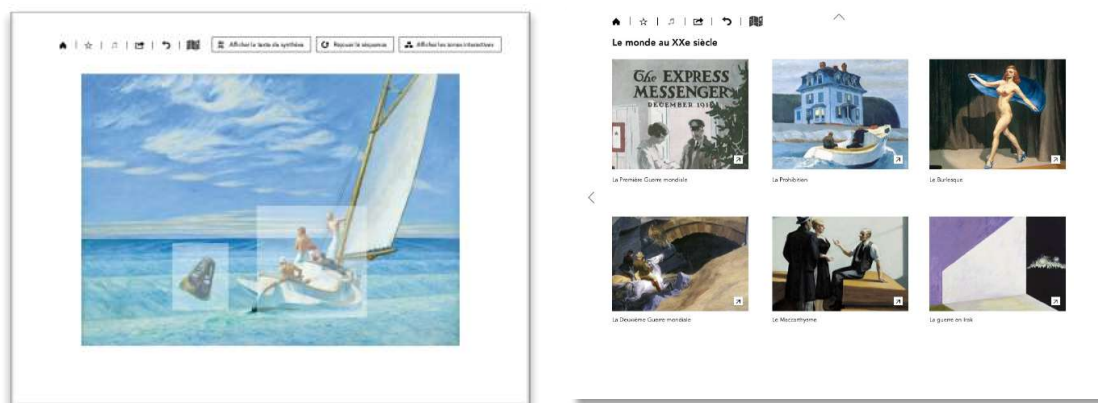 Afficher le texte de synthèse
Rejouer la séquence
Afficher les zones interactives
Le monde au XXe siècle
The EXPRESS
MESSENGER
DECEMBER 1918
La Première Guerre mondiale
La Prohibition
Le Burlesque
La Deuxième Guerre mondiale
Le Maccarthysme
La guerre en Irak